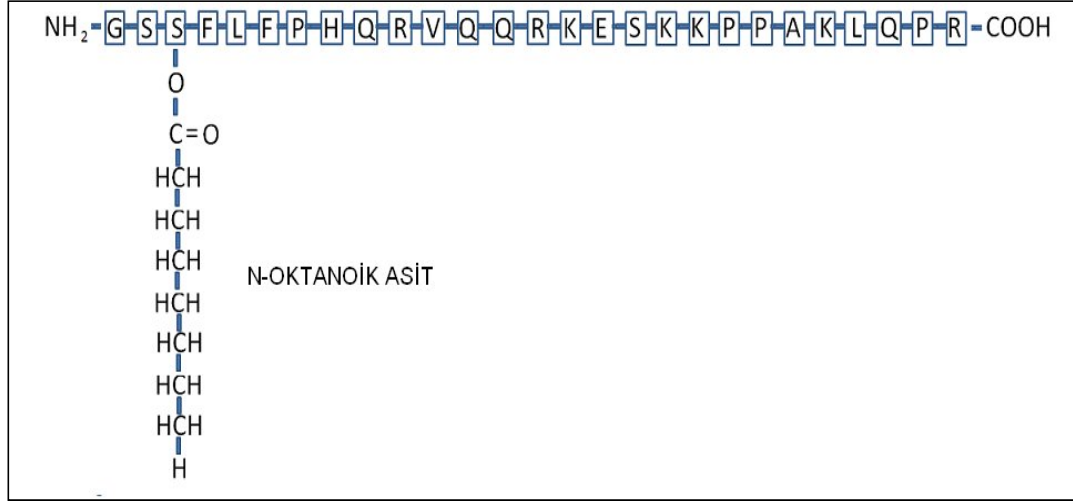 NH2-G-S-S-F-L-F-P-H-Q-R-V-Q-Q-R-K-E-S-K-K-P-P-A-K-L-Q-P-R-COOH
O
C=O
HCH
HCH
HCH
N-OKTANOİK ASİT
HCH
HCH
HCH
HCH
H